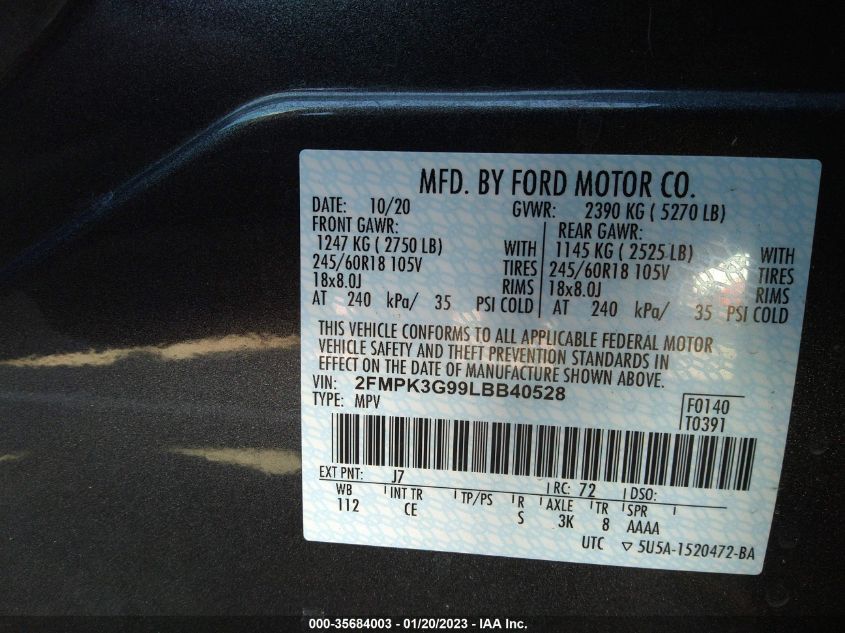 MFD. BY FORD MOTOR CO.
DATE: 10/20 GVWR: 2390 KG ( 5270 LB)
FRONT GAWR: REAR GAWR:
1247 KG ( 2750 LB) WITH 1145 KG ( 2525 LB) WITH
245/60R18 105V TIRES 245/60R18 105V TIRES
18x8.0J RIMS 18x8.0J RIMS
AT 240 kPa/ 35 PSI COLD AT 240 kPa/ 35 PSI COLD
THIS VEHICLE CONFORMS TO ALL APPLICABLE FEDERAL MOTOR
VEHICLE SAFETY AND THEFT PREVENTION STANDARDS IN
EFFECT ON THE DATE OF MANUFACTURE SHOWN ABOVE.
VIN: 2FMPK3G99LBB40528
TYPE: MPV
F0140
T0391
EXT PNT: J7 RC: 72 DSO:
WB INT TR TP/PS R AXLE TR SPR
112 CE S 3K 8 AAAA
UTC ▽ 5U5A-1520472-BA
000-35684003 - 01/20/2023 - IAA Inc.